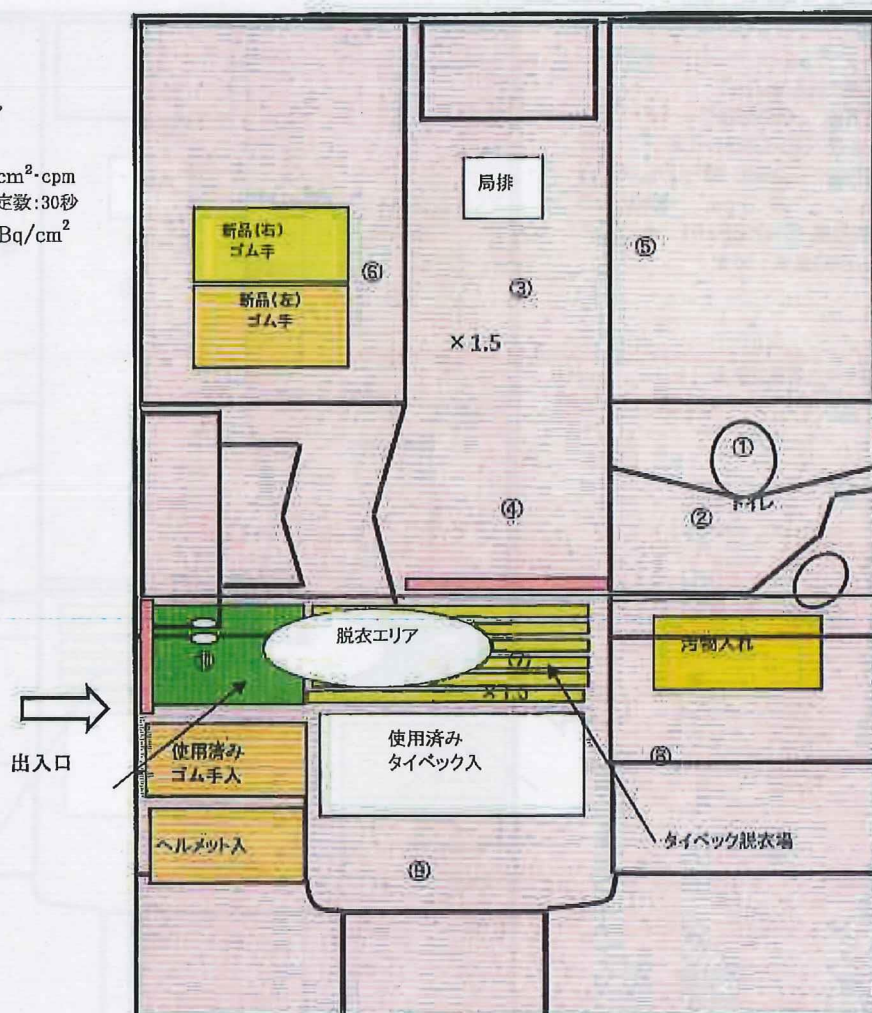 cm²·cpm
定数:30秒
Bq/cm²
局排
新品(右)
ゴム手
⑥
③
⑤
新品(左)
ゴム手
×1.5
①
④
②
トイレ
脱衣エリア
⑦
汚物入れ
×1.5
出入口
使用済み
ゴム手入
使用済み
タイベック入
⑧
ヘルメット入
タイベック脱衣場
⑨